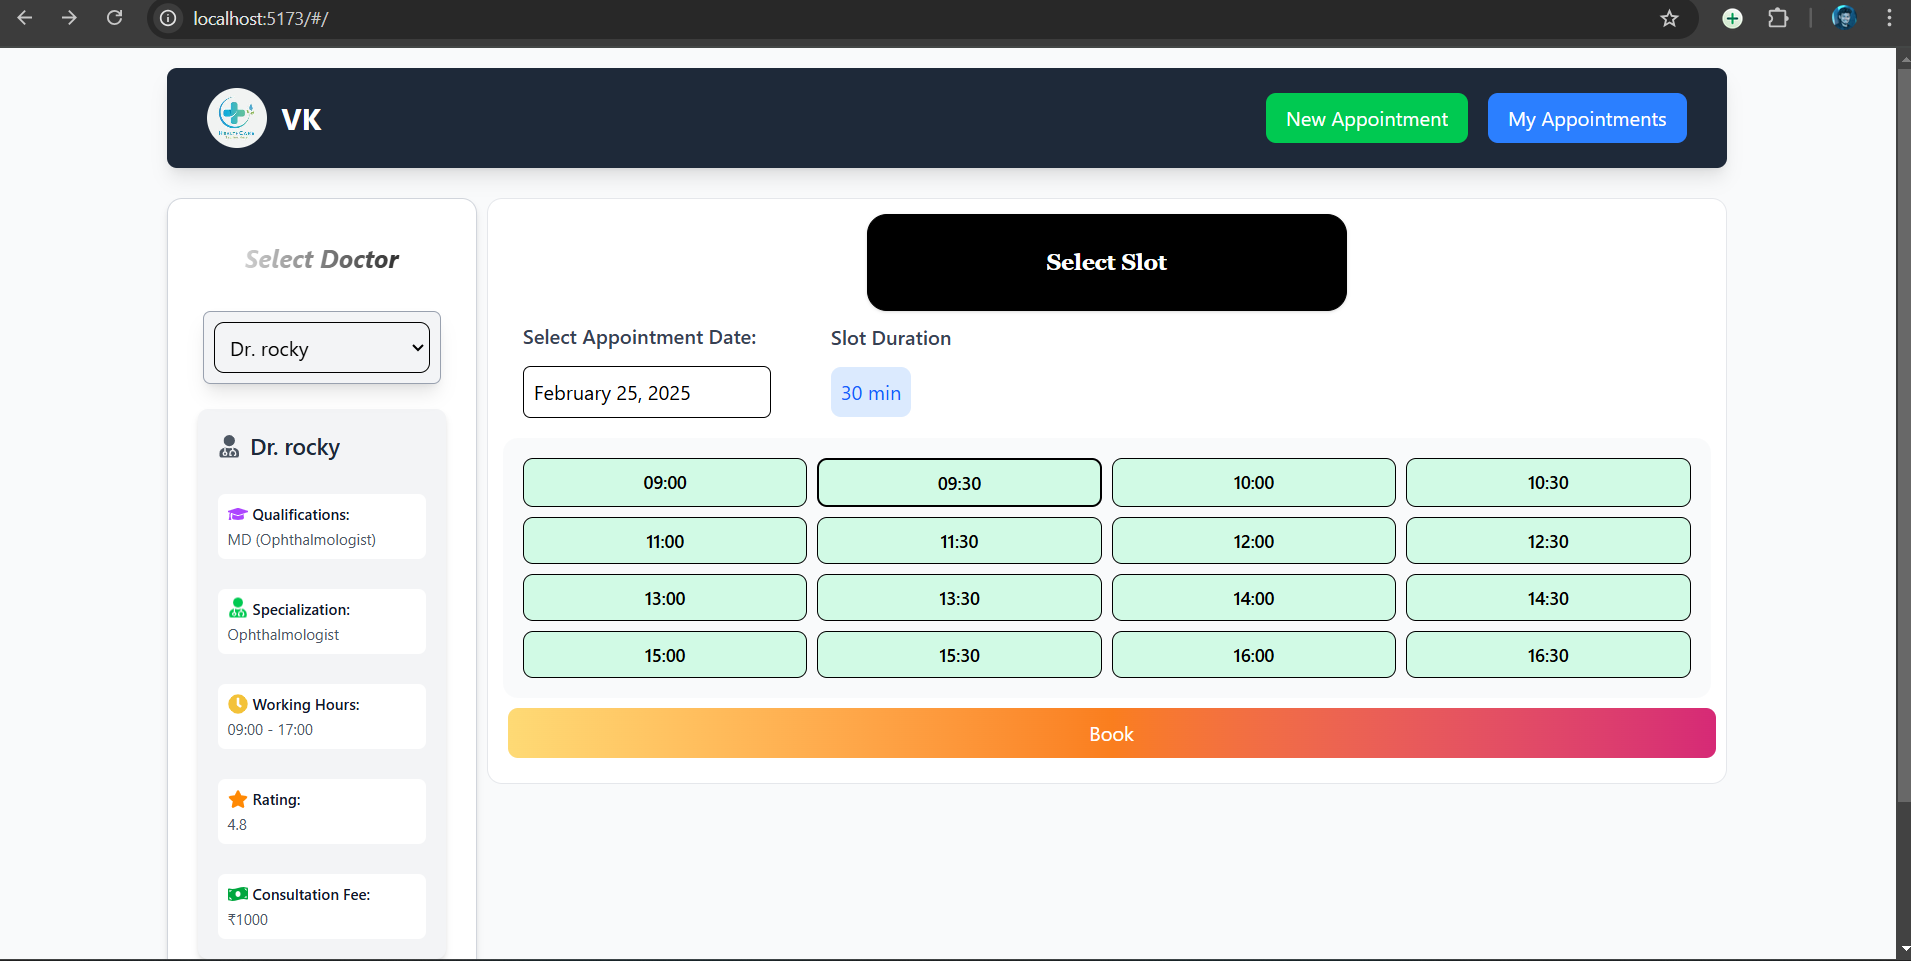 localhost:5173/#/
VK
New Appointment
My Appointments
Select Doctor
Dr. rocky
Dr. rocky
Qualifications:
MD (Ophthalmologist)
Specialization:
Ophthalmologist
Working Hours:
09:00 - 17:00
Rating:
4.8
Consultation Fee:
₹1000
Select Slot
Select Appointment Date:
February 25, 2025
Slot Duration
30 min
09:00
09:30
10:00
10:30
11:00
11:30
12:00
12:30
13:00
13:30
14:00
14:30
15:00
15:30
16:00
16:30
Book